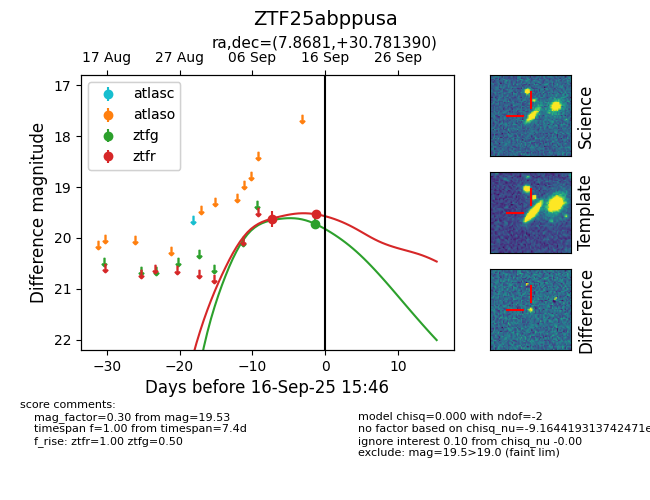 ZTF25abppusa
ra,dec=(7.8681,+30.781390)
17 Aug 27 Aug 06 Sep 16 Sep 26 Sep
17
18
19
20
21
22
Difference magnitude
atlasc
atlaso
ztfg
ztfr
−30 −20 −10 0 10
Days before 16-Sep-25 15:46
Science
Template
Difference
score comments:
mag_factor=0.30 from mag=19.53
timespan f=1.00 from timespan=7.4d
f_rise: ztfr=1.00 ztfg=0.50
model chisq=0.000 with ndof=-2
no factor based on chisq_nu=-9.164419313742471e
ignore interest 0.10 from chisq_nu -0.00
exclude: mag=19.5>19.0 (faint lim)